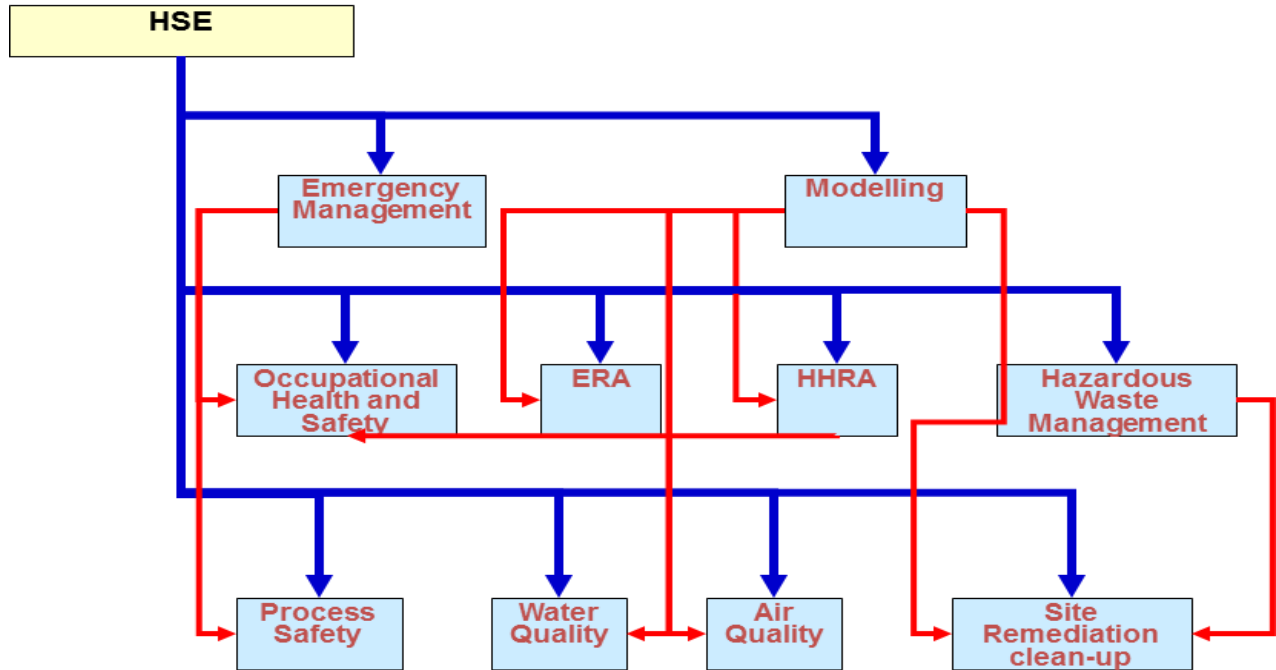 HSE
Emergency
Management
Modelling
Occupational
Health and
Safety
ERA
HHRA
Hazardous
Waste
Management
Process
Safety
Water
Quality
Air
Quality
Site
Remediation
clean-up